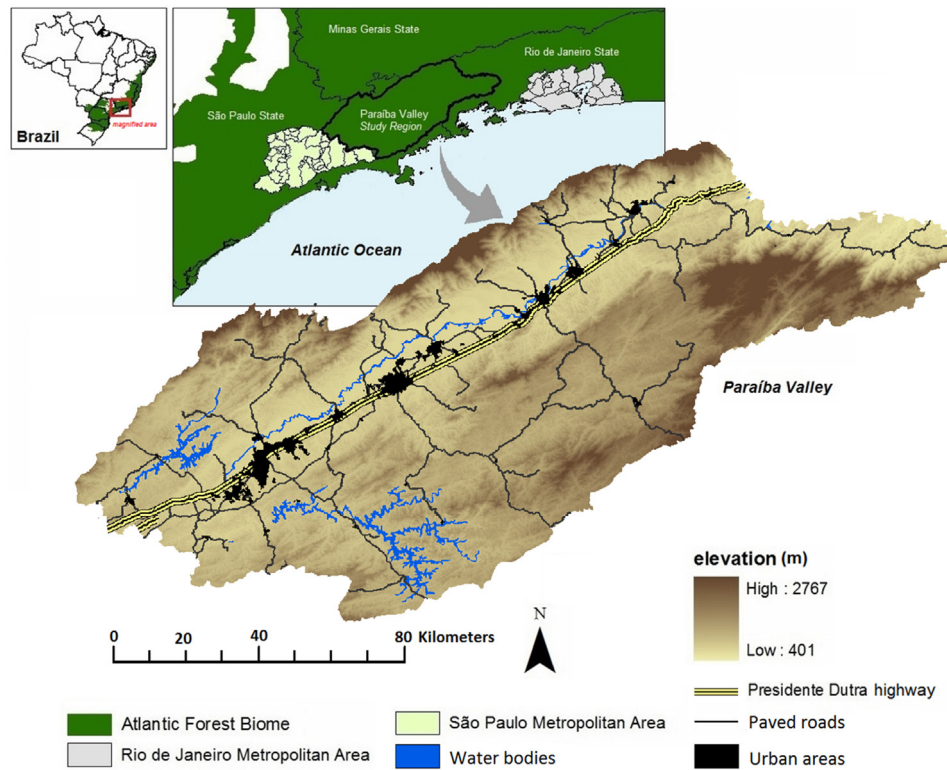 Minas Gerais State
Rio de Janeiro State
São Paulo State
Paraíba Valley
Study Region
Brazil
magnified area
Atlantic Ocean
Paraíba Valley
elevation (m)
High : 2767
Low : 401
N
0 20 40 80 Kilometers
Presidente Dutra highway
Atlantic Forest Biome
São Paulo Metropolitan Area
Paved roads
Rio de Janeiro Metropolitan Area
Water bodies
Urban areas